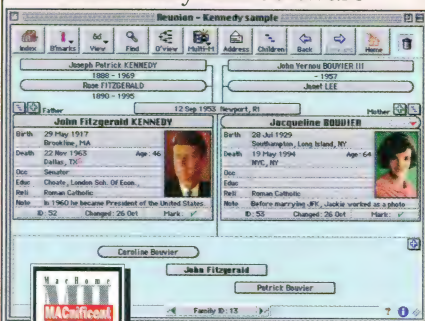 Reunion - Kennedy sample
Index B'marks View Find O'view Multi-M Address Children Back Home
Joseph Patrick KENNEDY
1888 - 1969
Rose FITZGERALD
1890 - 1995
John Vernou BOUVIER III
- 1957
Janet LEE
Father
12 Sep 1953 Newport, RI
Mother
John Fitzgerald KENNEDY
Birth 29 May 1917
Brookline, MA
Death 22 Nov 1963 Age: 46
Dallas, TX
Occ Senator
Educ Choate, London Sch. Of Econ.
Reli Roman Catholic
Note In 1960 he became President of the United States.
ID: 52 Changed: 26 Oct Mark:
Jacqueline BOUVIER
Birth 28 Jul 1929
Southampton, Long Island, NY
Death 19 May 1994 Age: 64
NYC, NY
Occ
Educ
Reli Roman Catholic
Note Before marrying JFK, Jackie worked as a photo
ID: 53 Changed: 26 Oct Mark:
Caroline Bouvier
John Fitzgerald
Patrick Bouvier
MacHome
MACnificent
Family ID: 13
?